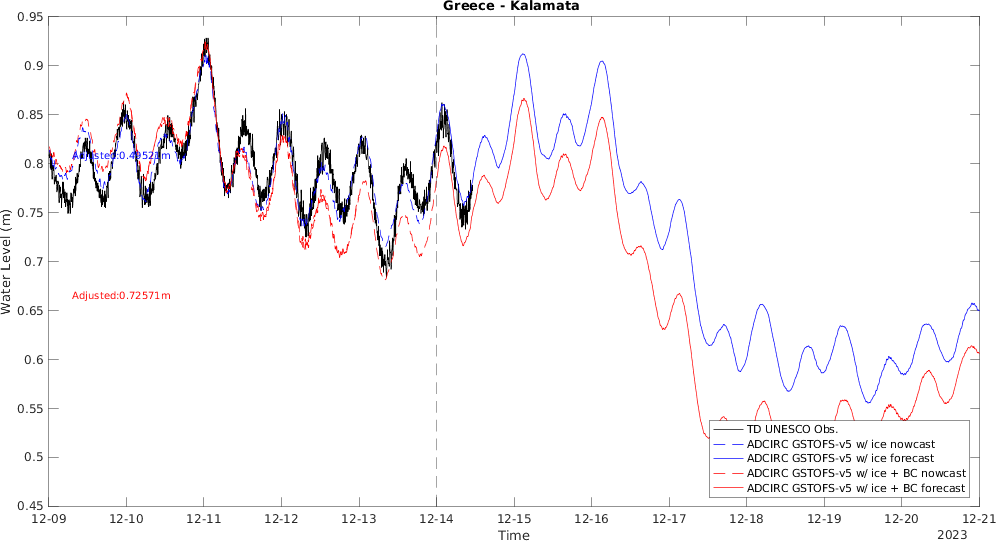 Greece - Kalamata
0.95
0.9
0.85
0.8
0.75
0.7
0.65
0.6
0.55
0.5
0.45
Water Level (m)
Adjusted:0.49521m
Adjusted:0.72571m
TD UNESCO Obs.
ADCIRC GSTOFS-v5 w/ ice nowcast
ADCIRC GSTOFS-v5 w/ ice forecast
ADCIRC GSTOFS-v5 w/ ice + BC nowcast
ADCIRC GSTOFS-v5 w/ ice + BC forecast
12-09 12-10 12-11 12-12 12-13 12-14 12-15 12-16 12-17 12-18 12-19 12-20 12-21
Time
2023